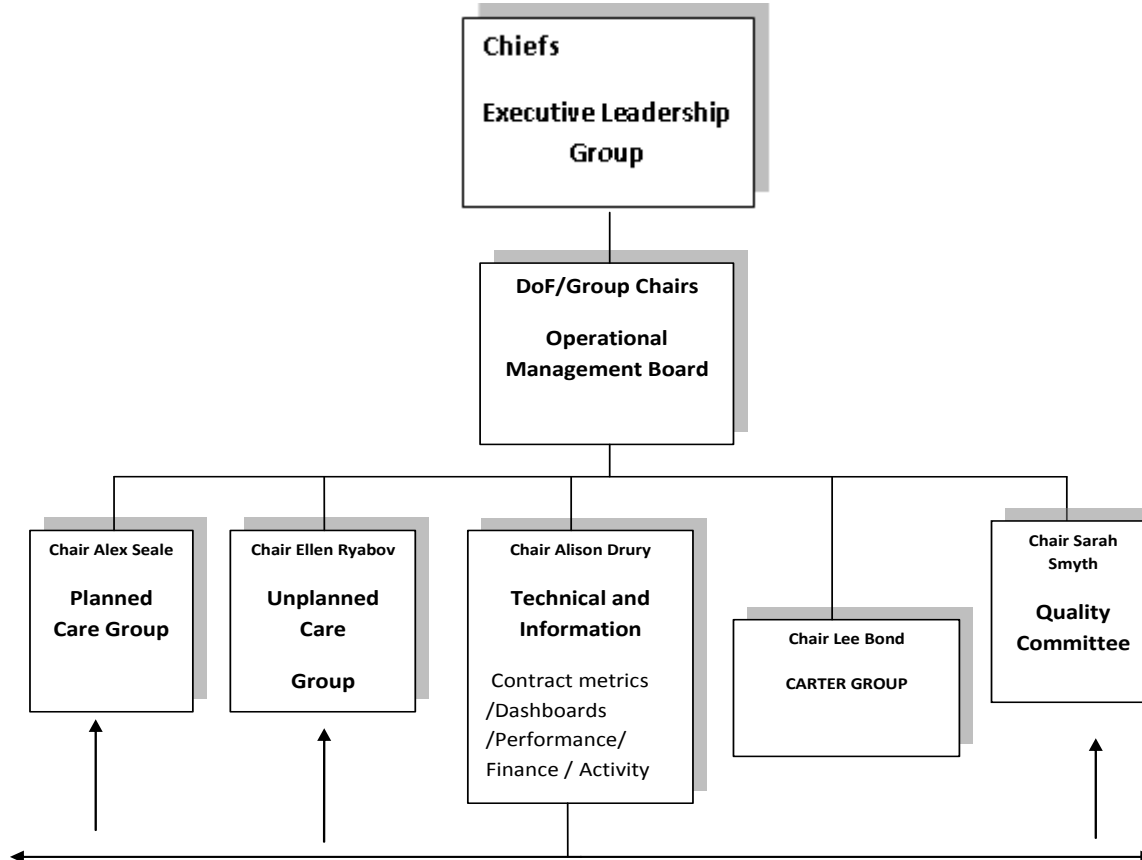 Chiefs
Executive Leadership
Group
DoF/Group Chairs
Operational
Management Board
Chair Alex Seale
Planned
Care Group
Chair Ellen Ryabov
Unplanned
Care
Group
Chair Alison Drury
Technical and
Information
Contract metrics
/Dashboards
/Performance/
Finance / Activity
Chair Lee Bond
CARTER GROUP
Chair Sarah
Smyth
Quality
Committee